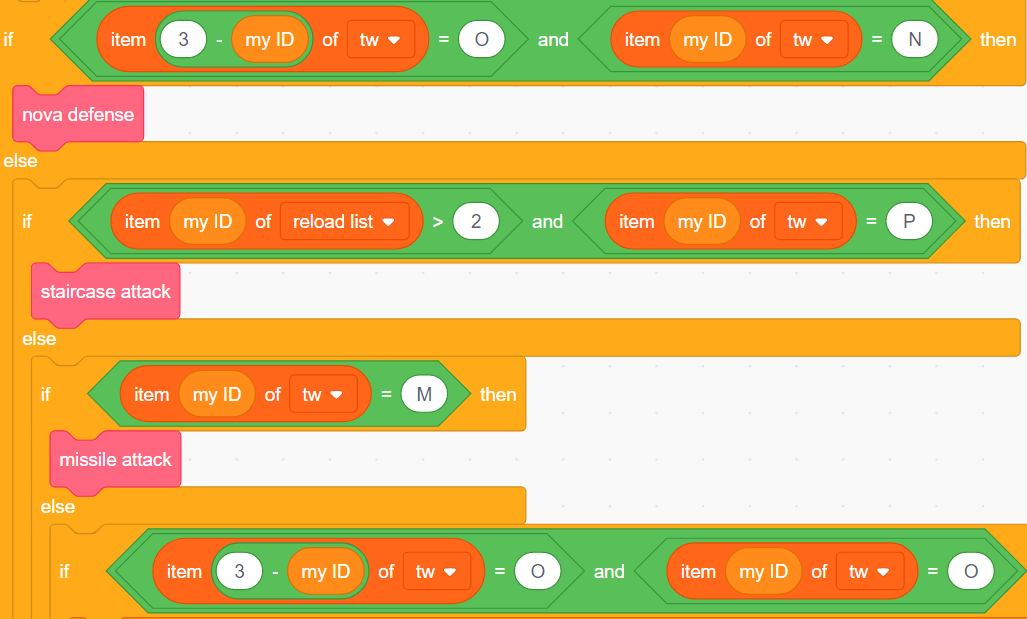 if item 3 - my ID of tw = O and item my ID of tw = N then
nova defense
else
if item my ID of reload list > 2 and item my ID of tw = P then
staircase attack
else
if item my ID of tw = M then
missile attack
else
if item 3 - my ID of tw = O and item my ID of tw = O